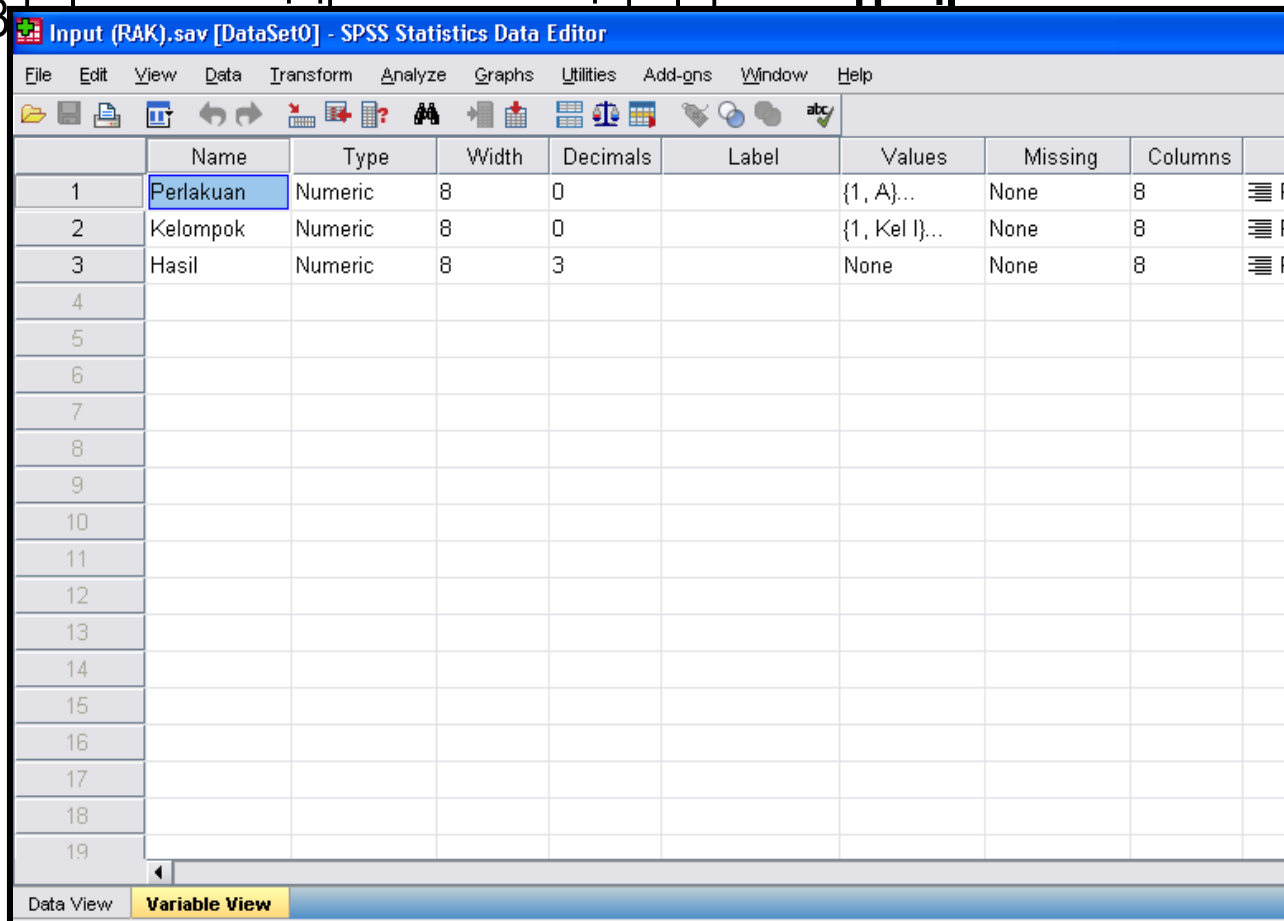 Input (RAK).sav [DataSet0] - SPSS Statistics Data Editor
File Edit View Data Transform Analyze Graphs Utilities Add-ons Window Help
Name Type Width Decimals Label Values Missing Columns
1 Perlakuan Numeric 8 0 {1, A}... None 8
2 Kelompok Numeric 8 0 {1, Kel I}... None 8
3 Hasil Numeric 8 3 None None 8
4
5
6
7
8
9
10
11
12
13
14
15
16
17
18
19
Data View Variable View